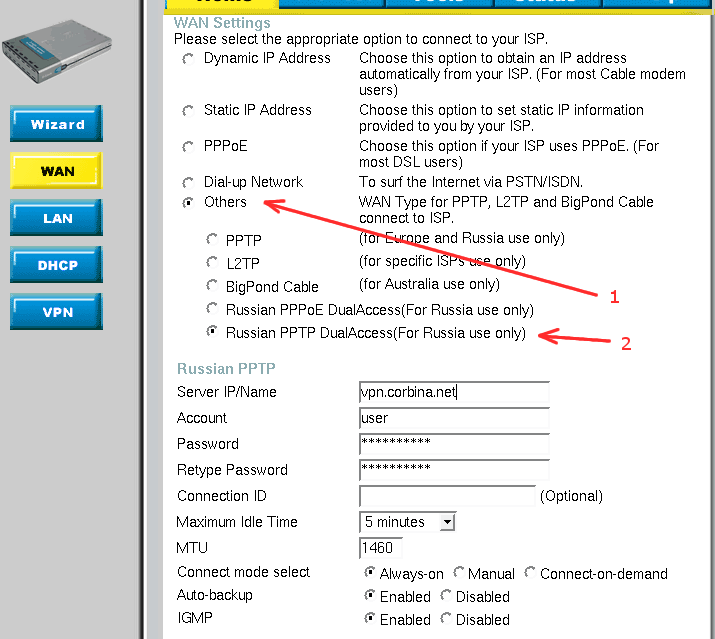 WAN Settings
Please select the appropriate option to connect to your ISP.
Dynamic IP Address
Choose this option to obtain an IP address
automatically from your ISP. (For most Cable modem
users)
Static IP Address
Choose this option to set static IP information
provided to you by your ISP.
PPPoE
Choose this option if your ISP uses PPPoE. (For
most DSL users)
Dial-up Network
To surf the Internet via PSTN/ISDN.
Others
WAN Type for PPTP, L2TP and BigPond Cable
connect to ISP.
PPTP
(for Europe and Russia use only)
L2TP
(for specific ISPs use only)
BigPond Cable
(for Australia use only)
Russian PPPoE DualAccess(For Russia use only)
Russian PPTP DualAccess(For Russia use only)
1
2
Wizard
WAN
LAN
DHCP
VPN
Russian PPTP
Server IP/Name
vpn.corbina.net
Account
user
Password
**********
Retype Password
**********
Connection ID
(Optional)
Maximum Idle Time
5 minutes
MTU
1460
Connect mode select
Always-on Manual Connect-on-demand
Auto-backup
Enabled Disabled
IGMP
Enabled Disabled